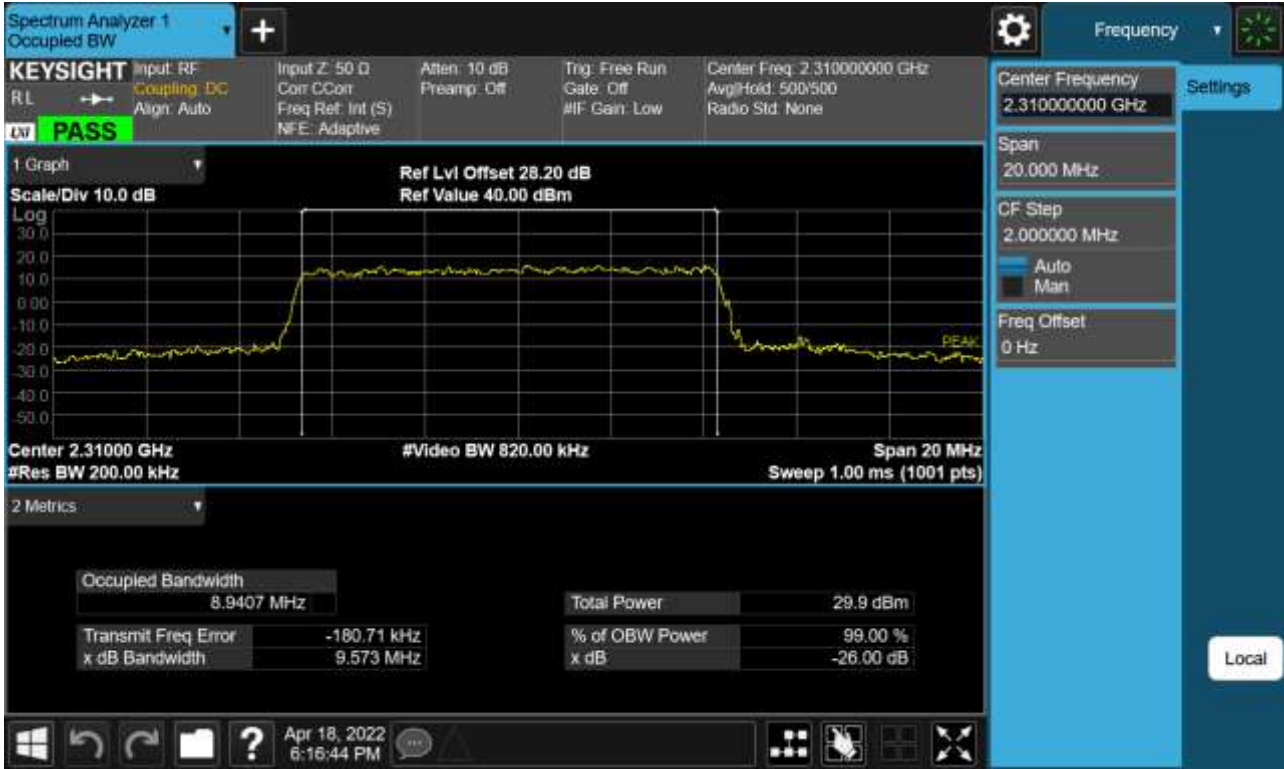 Spectrum Analyzer 1
Occupied BW
Frequency
KEYSIGHT
RL
LXI
PASS
Input: RF
Coupling: DC
Align: Auto
Input Z: 50 Ω
Corr CCorr
Freq Ref: Int (S)
NFE: Adaptive
Atten: 10 dB
Preamp: Off
Trig: Free Run
Gate: Off
#IF Gain: Low
Center Freq: 2.310000000 GHz
Avg|Hold: 500/500
Radio Std: None
Center Frequency
2.310000000 GHz
Settings
Span
20.000 MHz
CF Step
2.000000 MHz
Auto
Man
Freq Offset
0 Hz
Local
1 Graph
Scale/Div 10.0 dB
Ref Lvl Offset 28.20 dB
Ref Value 40.00 dBm
Log
30.0
20.0
10.0
0.00
-10.0
-20.0
-30.0
-40.0
-50.0
PEAK
Center 2.31000 GHz
#Video BW 820.00 kHz
Span 20 MHz
#Res BW 200.00 kHz
Sweep 1.00 ms (1001 pts)
2 Metrics
Occupied Bandwidth
8.9407 MHz
Total Power 29.9 dBm
Transmit Freq Error -180.71 kHz
% of OBW Power 99.00 %
x dB Bandwidth 9.573 MHz
x dB -26.00 dB
?
Apr 18, 2022
6:16:44 PM